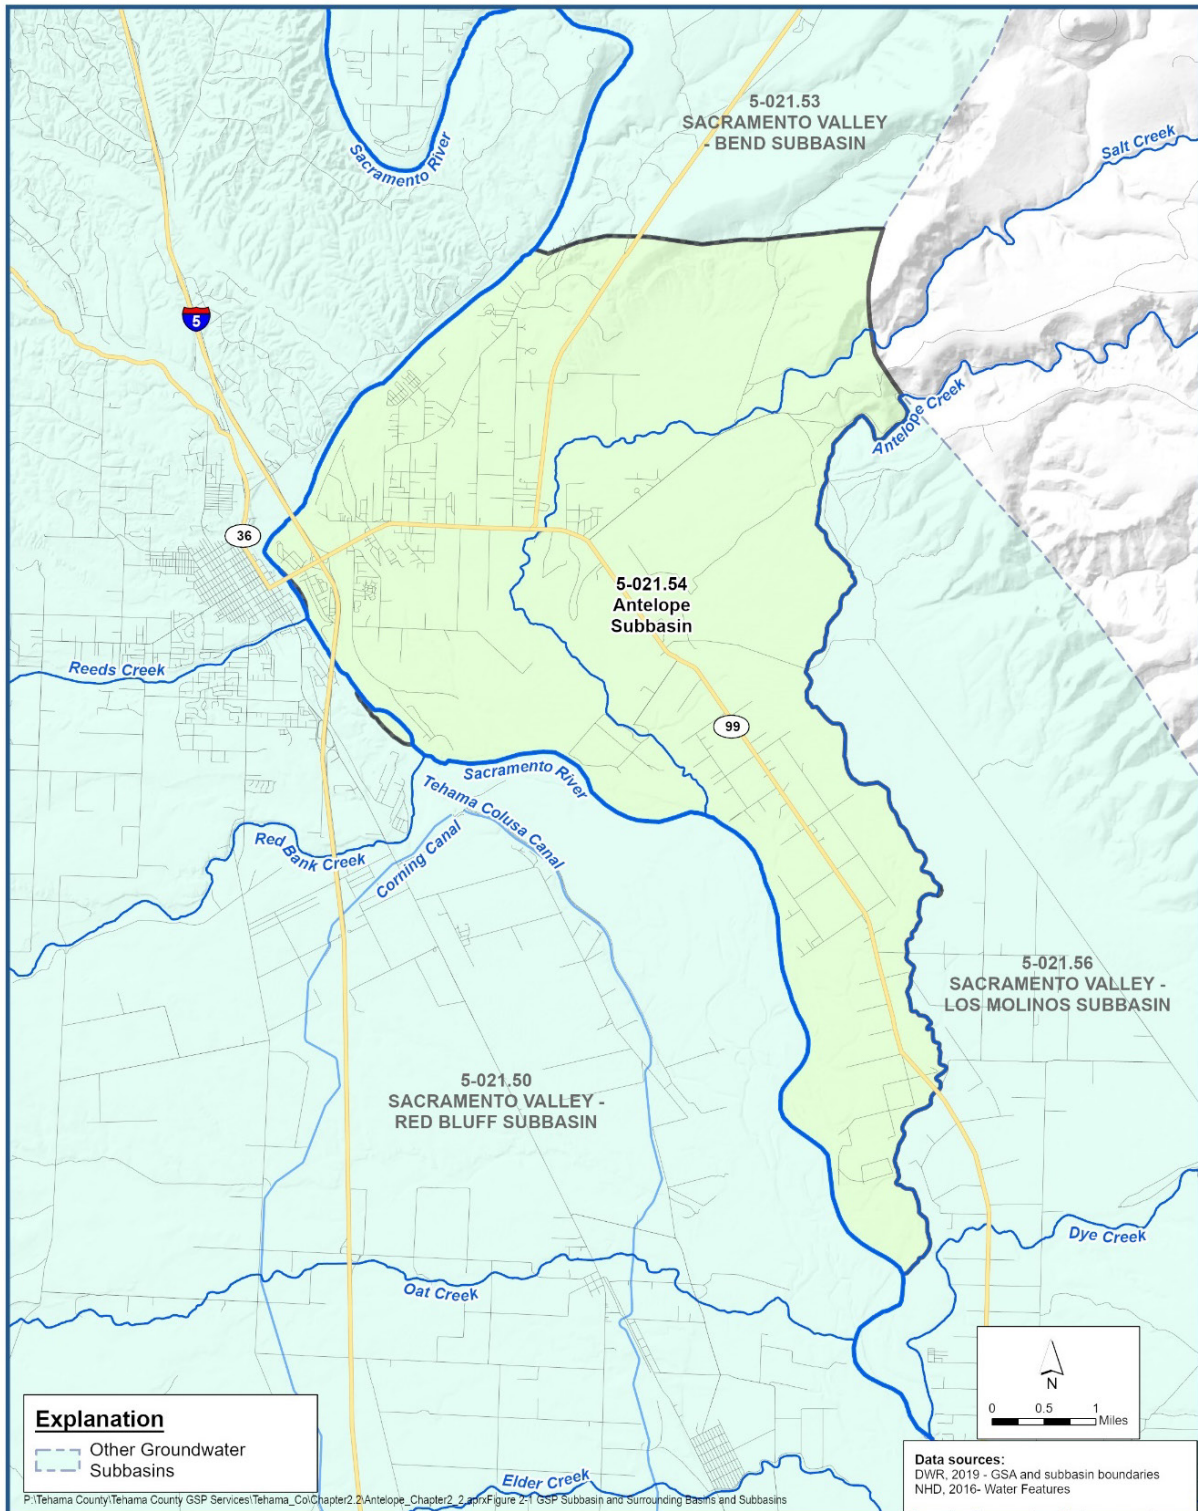 5-021.53
SACRAMENTO VALLEY
- BEND SUBBASIN
Sacramento River
Salt Creek
5
Antelope Creek
36
5-021.54
Antelope
Subbasin
Reeds Creek
99
Sacramento River
Tehama Colusa Canal
Red Bank Creek
Corning Canal
5-021.56
SACRAMENTO VALLEY -
LOS MOLINOS SUBBASIN
5-021.50
SACRAMENTO VALLEY -
RED BLUFF SUBBASIN
Dye Creek
Oat Creek
N
0 0.5 1
Miles
Explanation
Other Groundwater
Subbasins
Elder Creek
Data sources:
DWR, 2019 - GSA and subbasin boundaries
NHD, 2016- Water Features
P:\Tehama County\Tehama County GSP Services\Tehama_Co\Chapter2.2\Antelope_Chapter2_2.aprxFigure 2-1 GSP Subbasin and Surrounding Basins and Subbasins